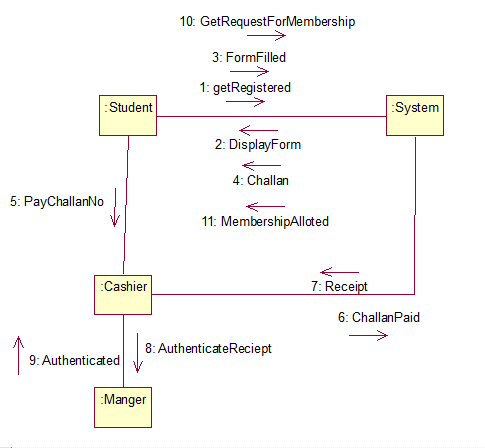 10: GetRequestForMembership
3: FormFilled
1: getRegistered
:Student
:System
2: DisplayForm
4: Challan
5: PayChallanNo
11: MembershipAlloted
:Cashier
7: Receipt
6: ChallanPaid
8: AuthenticateReciept
9: Authenticated
:Manger